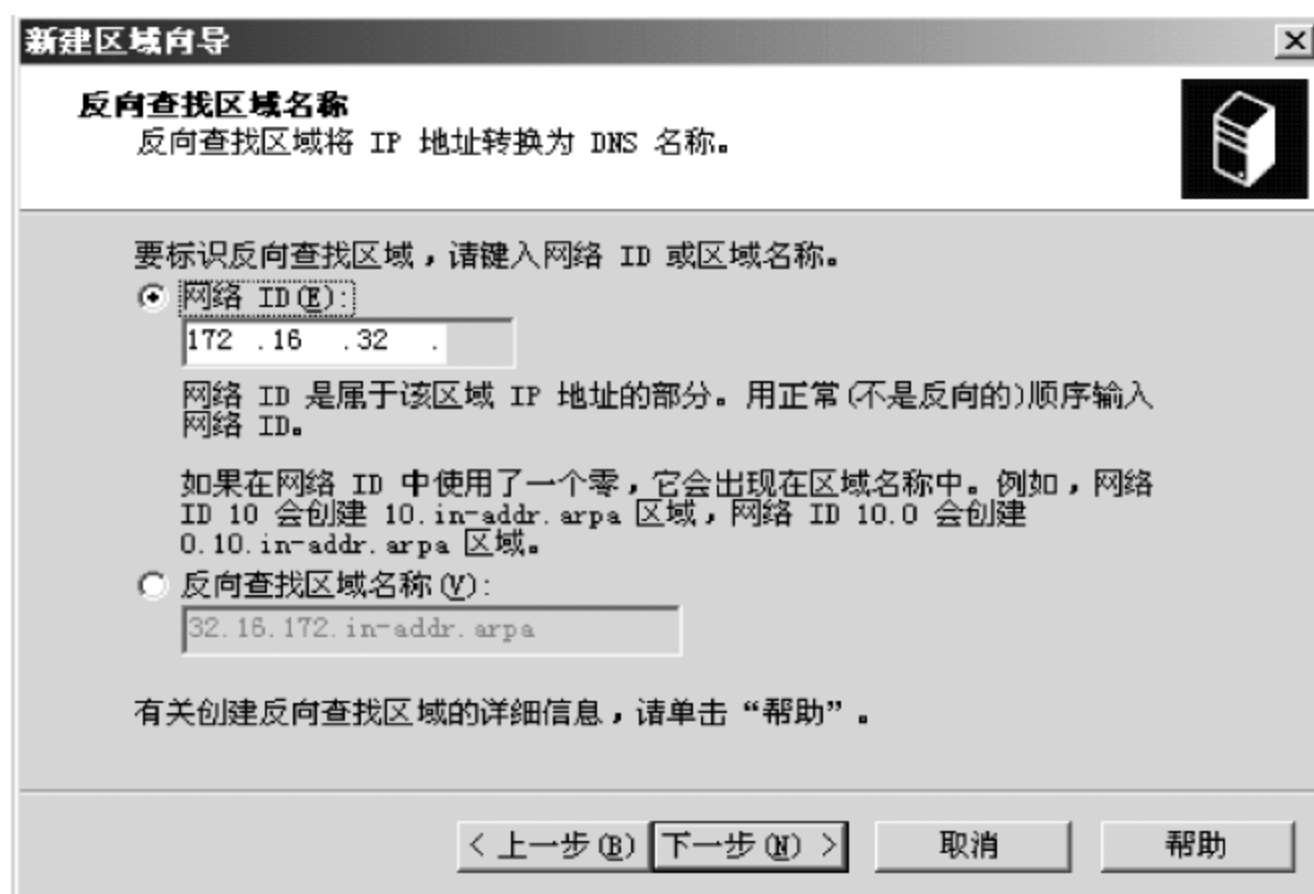 新建区域向导
反向查找区域名称
反向查找区域将 IP 地址转换为 DNS 名称。
要标识反向查找区域，请键入网络 ID 或区域名称。
网络 ID(E):
172 .16 .32 .
网络 ID 是属于该区域 IP 地址的部分。用正常(不是反向的)顺序输入
网络 ID。
如果在网络 ID 中使用了一个零，它会出现在区域名称中。例如，网络
ID 10 会创建 10.in-addr.arpa 区域，网络 ID 10.0 会创建
0.10.in-addr.arpa 区域。
反向查找区域名称(V):
32.16.172.in-addr.arpa
有关创建反向查找区域的详细信息，请单击“帮助”。
< 上一步(B) 下一步(N) > 取消 帮助